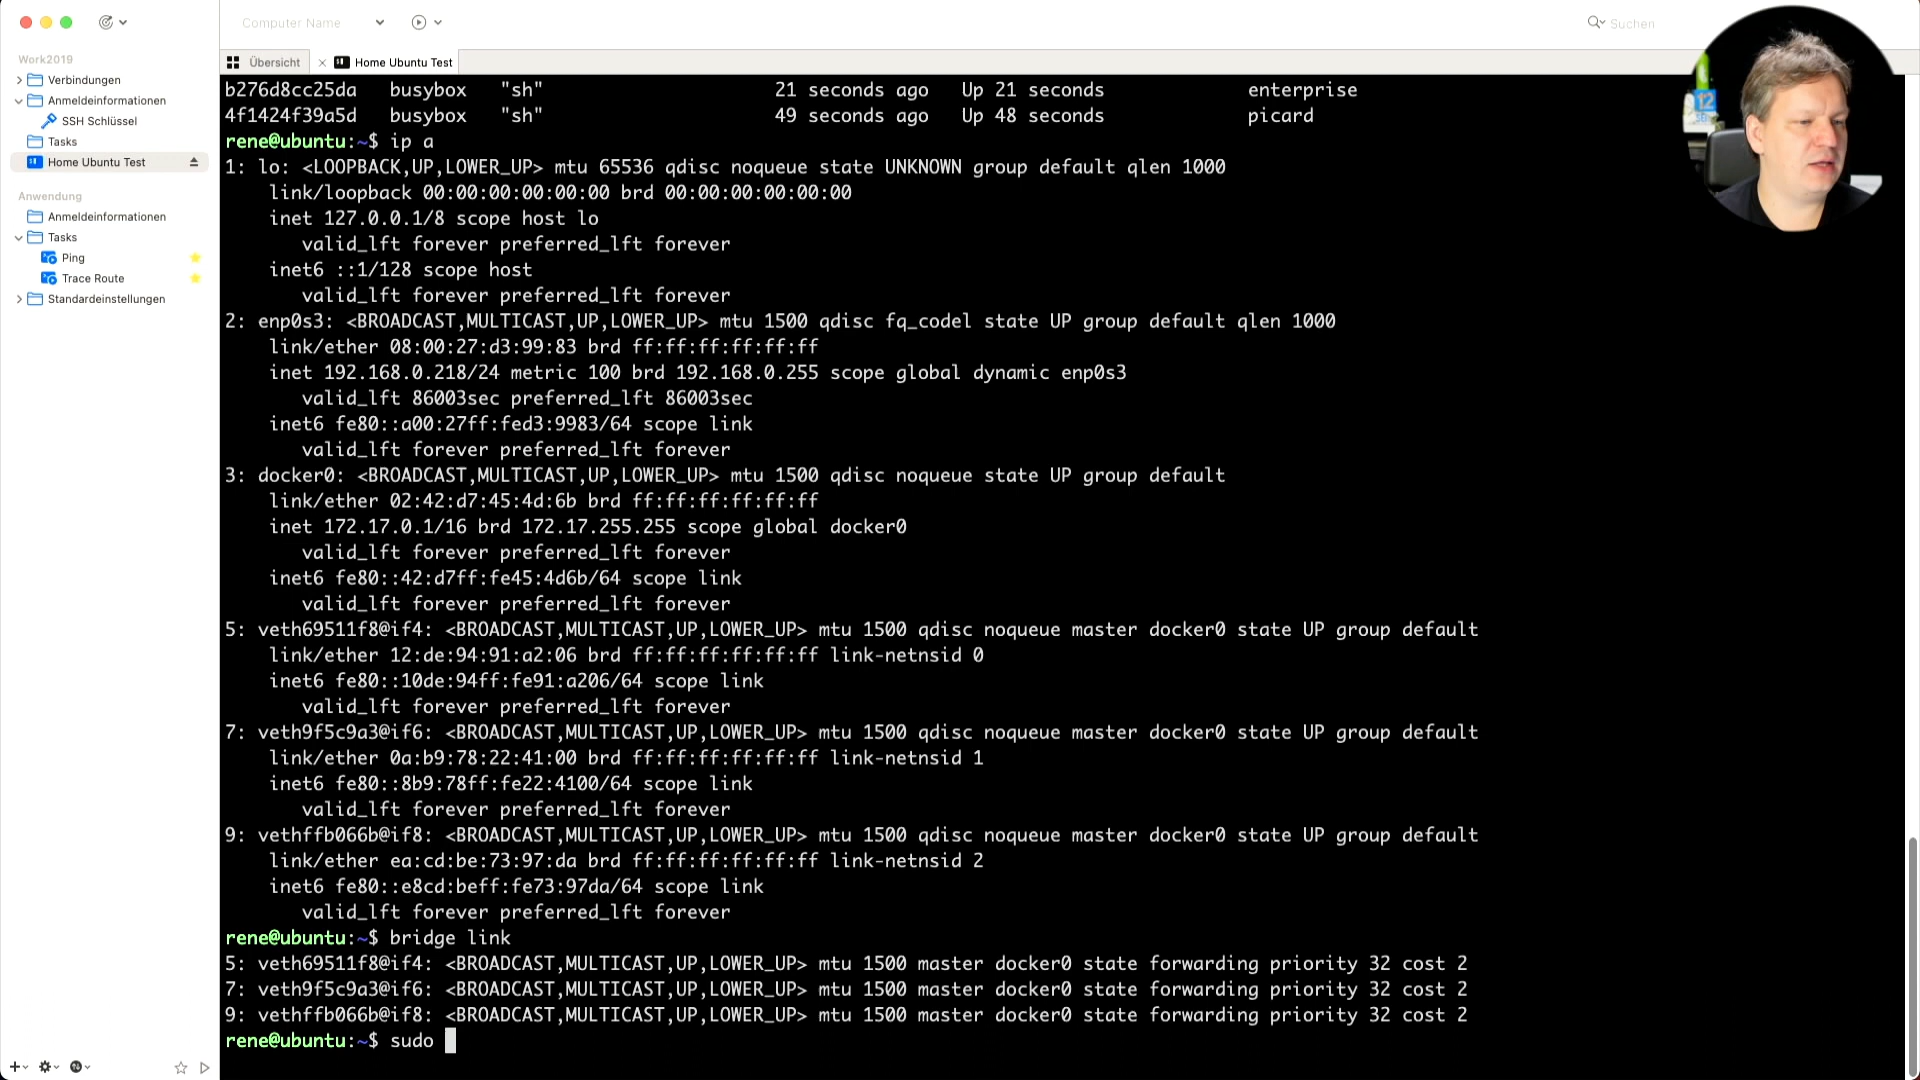 Computer Name
Suchen
Work2019
Verbindungen
Anmeldeinformationen
SSH Schlüssel
Tasks
Home Ubuntu Test
Anwendung
Anmeldeinformationen
Tasks
Ping
Trace Route
Standardeinstellungen
Übersicht
Home Ubuntu Test
b276d8cc25da busybox "sh" 21 seconds ago Up 21 seconds enterprise
4f1424f39a5d busybox "sh" 49 seconds ago Up 48 seconds picard
rene@ubuntu:~$ ip a
1: lo: <LOOPBACK,UP,LOWER_UP> mtu 65536 qdisc noqueue state UNKNOWN group default qlen 1000
link/loopback 00:00:00:00:00:00 brd 00:00:00:00:00:00
inet 127.0.0.1/8 scope host lo
valid_lft forever preferred_lft forever
inet6 ::1/128 scope host
valid_lft forever preferred_lft forever
2: enp0s3: <BROADCAST,MULTICAST,UP,LOWER_UP> mtu 1500 qdisc fq_codel state UP group default qlen 1000
link/ether 08:00:27:d3:99:83 brd ff:ff:ff:ff:ff:ff
inet 192.168.0.218/24 metric 100 brd 192.168.0.255 scope global dynamic enp0s3
valid_lft 86003sec preferred_lft 86003sec
inet6 fe80::a00:27ff:fed3:9983/64 scope link
valid_lft forever preferred_lft forever
3: docker0: <BROADCAST,MULTICAST,UP,LOWER_UP> mtu 1500 qdisc noqueue state UP group default
link/ether 02:42:d7:45:4d:6b brd ff:ff:ff:ff:ff:ff
inet 172.17.0.1/16 brd 172.17.255.255 scope global docker0
valid_lft forever preferred_lft forever
inet6 fe80::42:d7ff:fe45:4d6b/64 scope link
valid_lft forever preferred_lft forever
5: veth69511f8@if4: <BROADCAST,MULTICAST,UP,LOWER_UP> mtu 1500 qdisc noqueue master docker0 state UP group default
link/ether 12:de:94:91:a2:06 brd ff:ff:ff:ff:ff:ff link-netnsid 0
inet6 fe80::10de:94ff:fe91:a206/64 scope link
valid_lft forever preferred_lft forever
7: veth9f5c9a3@if6: <BROADCAST,MULTICAST,UP,LOWER_UP> mtu 1500 qdisc noqueue master docker0 state UP group default
link/ether 0a:b9:78:22:41:00 brd ff:ff:ff:ff:ff:ff link-netnsid 1
inet6 fe80::8b9:78ff:fe22:4100/64 scope link
valid_lft forever preferred_lft forever
9: vethffb066b@if8: <BROADCAST,MULTICAST,UP,LOWER_UP> mtu 1500 qdisc noqueue master docker0 state UP group default
link/ether ea:cd:be:73:97:da brd ff:ff:ff:ff:ff:ff link-netnsid 2
inet6 fe80::e8cd:beff:fe73:97da/64 scope link
valid_lft forever preferred_lft forever
rene@ubuntu:~$ bridge link
5: veth69511f8@if4: <BROADCAST,MULTICAST,UP,LOWER_UP> mtu 1500 master docker0 state forwarding priority 32 cost 2
7: veth9f5c9a3@if6: <BROADCAST,MULTICAST,UP,LOWER_UP> mtu 1500 master docker0 state forwarding priority 32 cost 2
9: vethffb066b@if8: <BROADCAST,MULTICAST,UP,LOWER_UP> mtu 1500 master docker0 state forwarding priority 32 cost 2
rene@ubuntu:~$ sudo
12